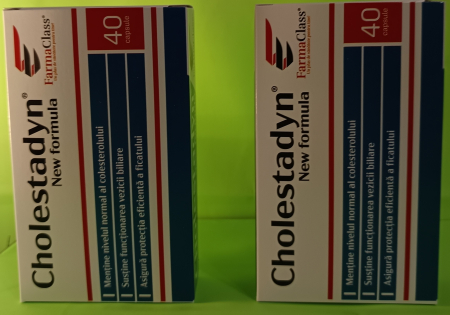 Cholestadyn®
New formula
FarmaClass®
40
capsule
Menține nivelul normal al colesterolului
Susține funcționarea vezicii biliare
Asigură protecția eficientă a ficatului
Cholestadyn®
New formula
FarmaClass®
40
capsule
Menține nivelul normal al colesterolului
Susține funcționarea vezicii biliare
Asigură protecția eficientă a ficatului